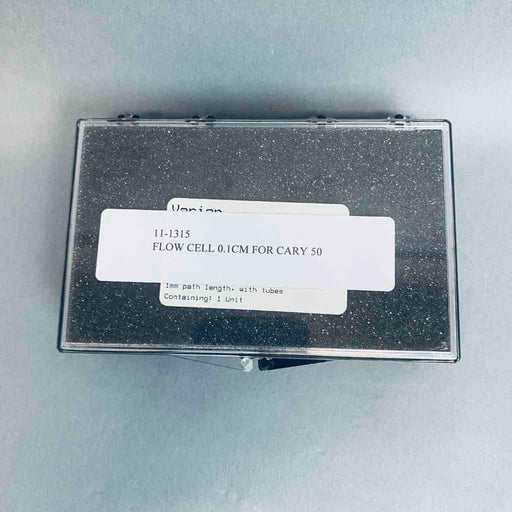 Varian
11-1315
FLOW CELL 0.1CM FOR CARY 50
1mm path length, with tubes
Containing: 1 Unit